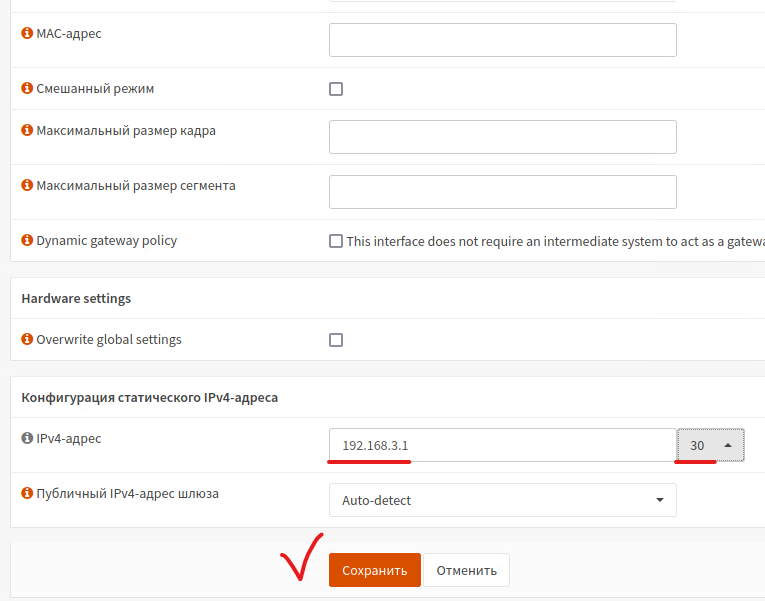 MAC-адрес
Смешанный режим
Максимальный размер кадра
Максимальный размер сегмента
Dynamic gateway policy
This interface does not require an intermediate system to act as a gatewa
Hardware settings
Overwrite global settings
Конфигурация статического IPv4-адреса
IPv4-адрес
192.168.3.1
30
Публичный IPv4-адрес шлюза
Auto-detect
Сохранить
Отменить